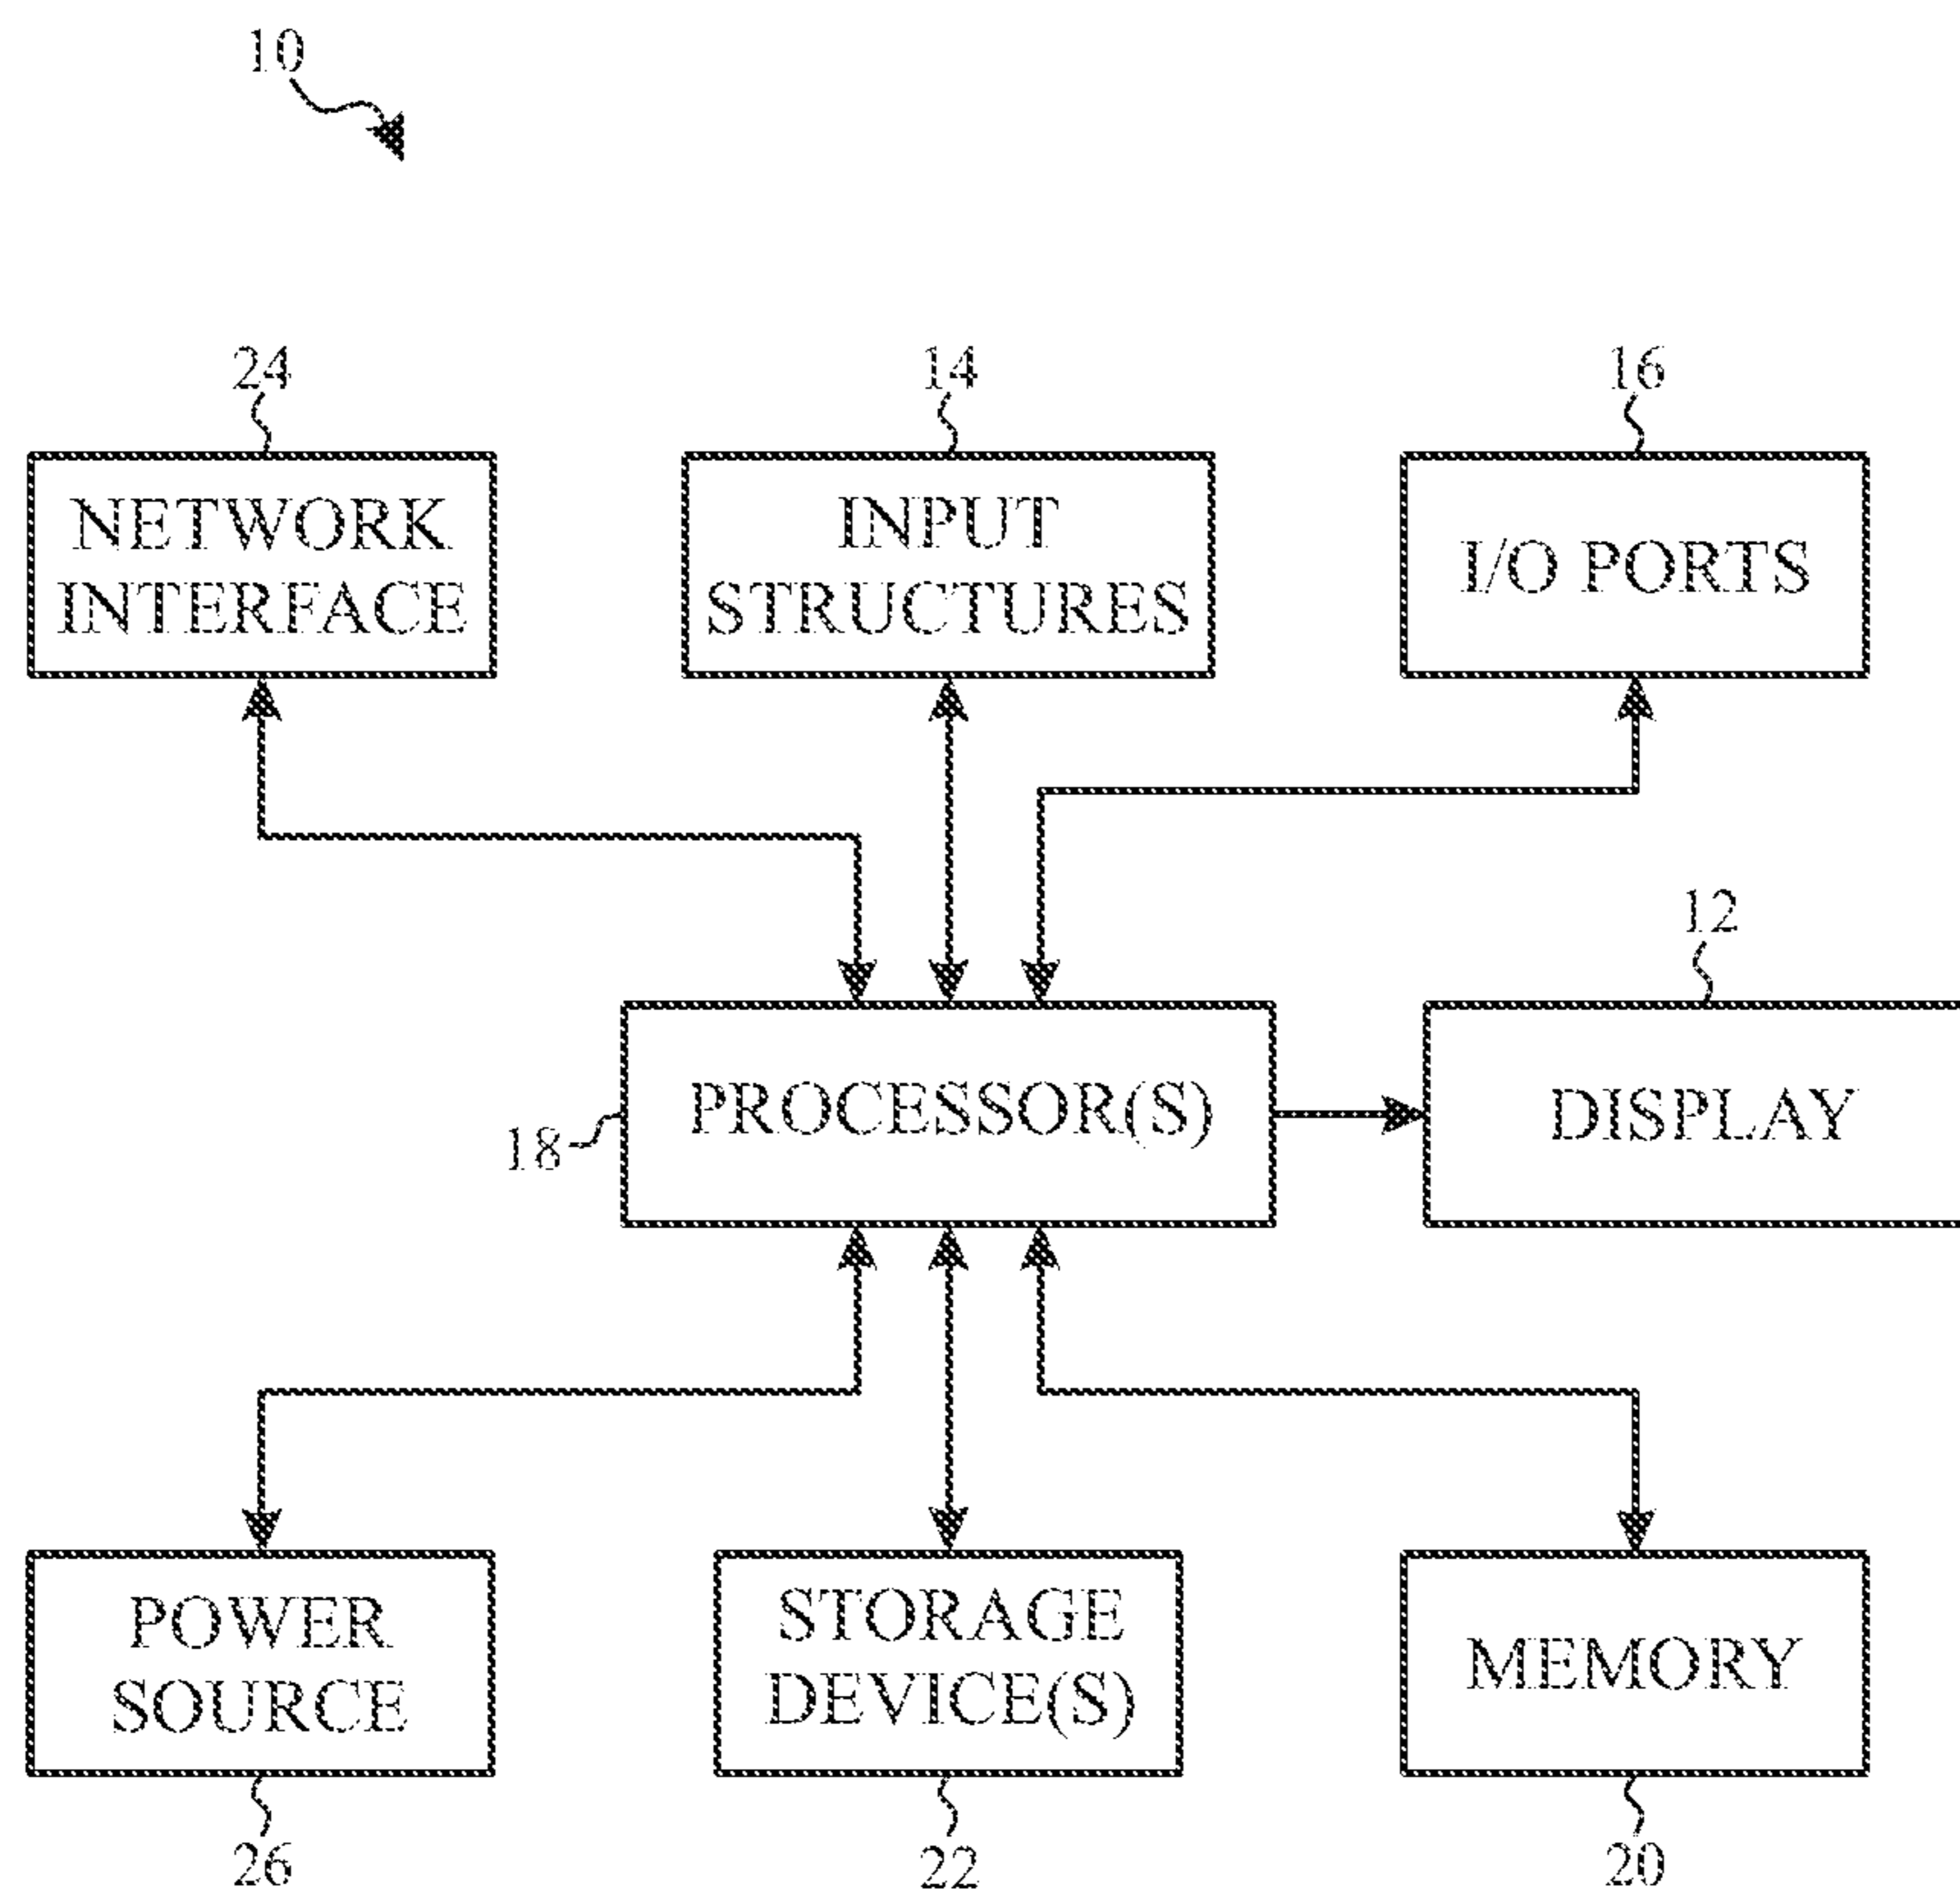 10
24
14
16
NETWORK
INTERFACE
INPUT
STRUCTURES
I/O PORTS
12
PROCESSOR(S)
DISPLAY
18
POWER
SOURCE
STORAGE
DEVICE(S)
MEMORY
26
22
20